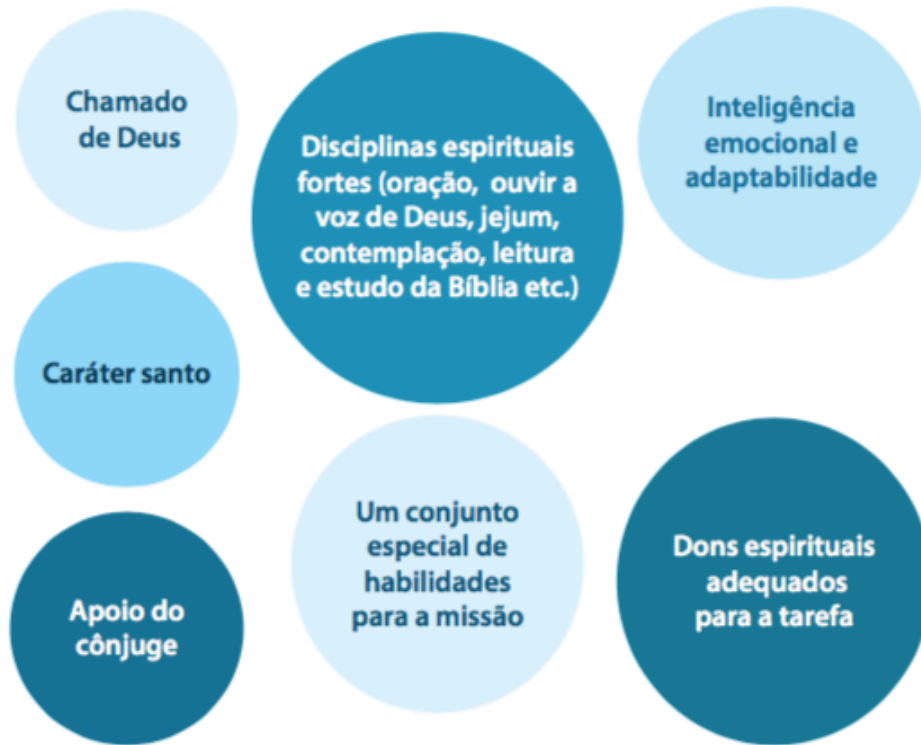 Chamado
de Deus
Disciplinas espirituais
fortes (oração, ouvir a
voz de Deus, jejum,
contemplação, leitura
e estudo da Bíblia etc.)
Inteligência
emocional e
adaptabilidade
Caráter santo
Um conjunto
especial de
habilidades
para a missão
Dons espirituais
adequados
para a tarefa
Apoio do
cônjuge